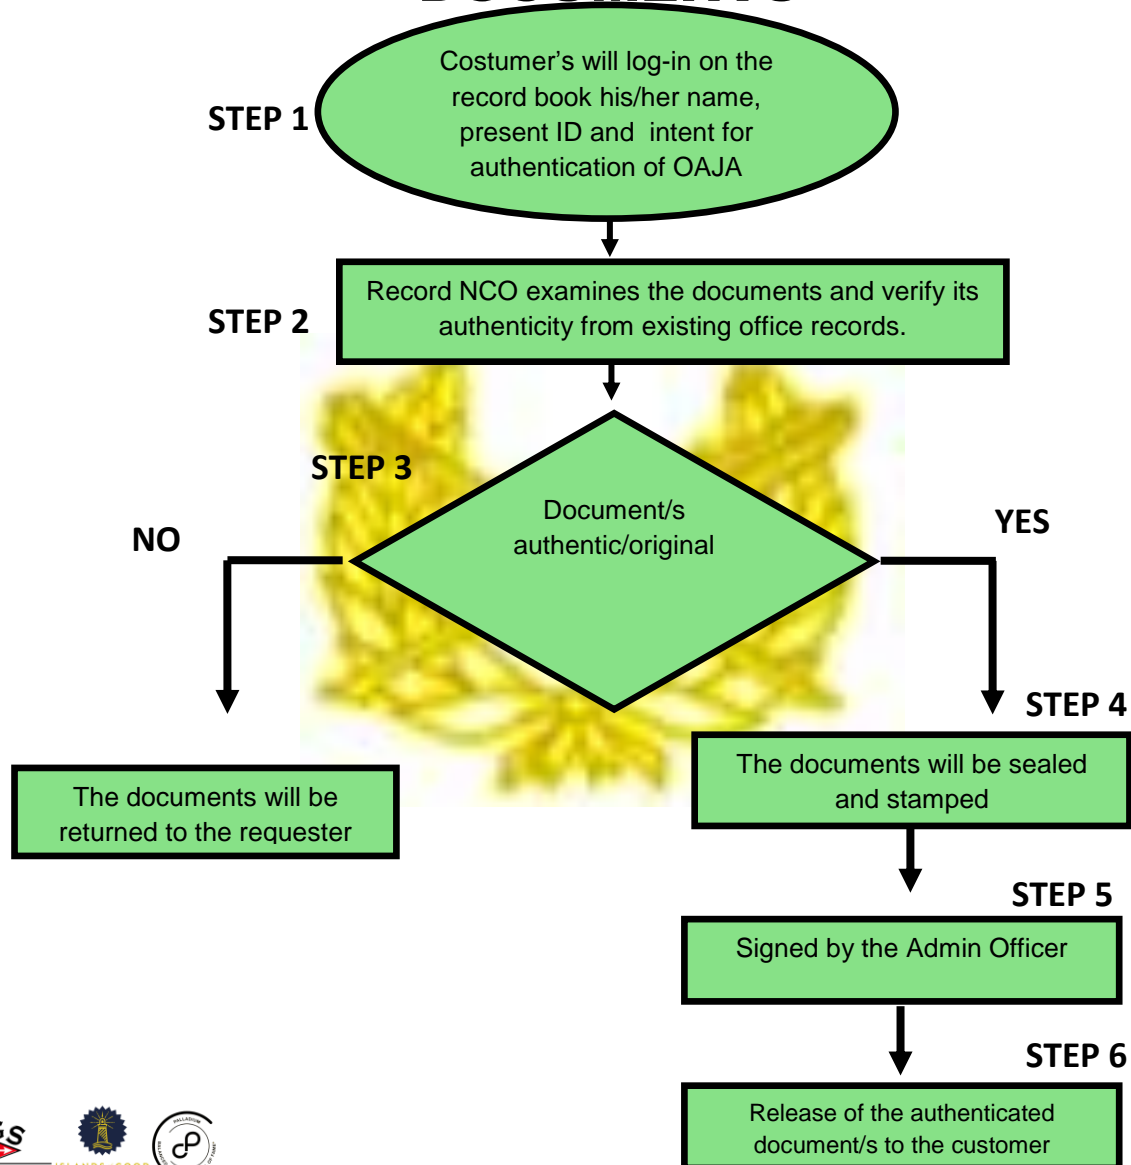 Costumer's will log-in on the
record book his/her name,
present ID and intent for
authentication of OAJA
STEP 1
Record NCO examines the documents and verify its
authenticity from existing office records.
STEP 2
STEP 3
Document/s
authentic/original
NO
YES
STEP 4
The documents will be
returned to the requester
The documents will be sealed
and stamped
STEP 5
Signed by the Admin Officer
STEP 6
Release of the authenticated
document/s to the customer
PALLADIUM